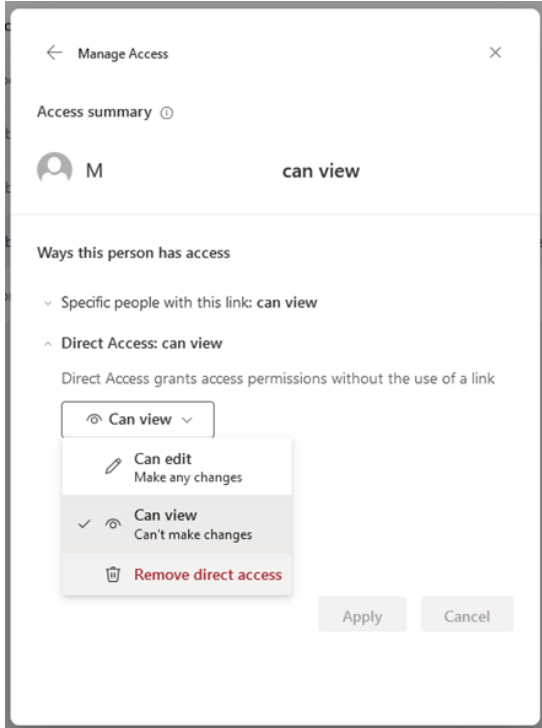 Manage Access
Access summary
M can view
Ways this person has access
Specific people with this link: can view
Direct Access: can view
Direct Access grants access permissions without the use of a link
Can view
Can edit
Make any changes
Can view
Can't make changes
Remove direct access
Apply Cancel